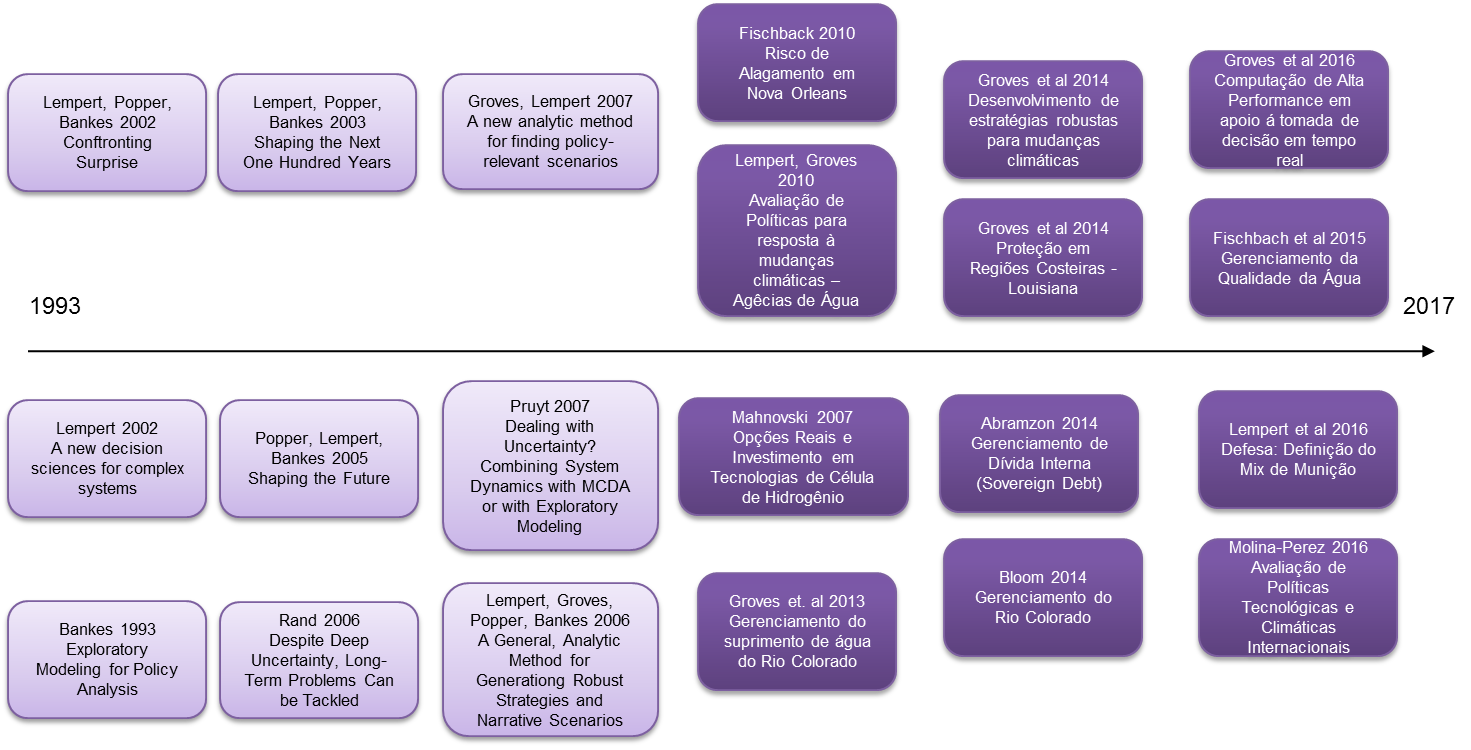 Lempert, Popper,
Bankes 2002
Conffronting
Surprise
Lempert, Popper,
Bankes 2003
Shaping the Next
One Hundred Years
Groves, Lempert 2007
A new analytic method
for finding policy-
relevant scenarios
Fischback 2010
Risco de
Alagamento em
Nova Orleans
Lempert, Groves
2010
Avaliação de
Políticas para
resposta à
mudanças
climáticas –
Agêcias de Água
Groves et al 2014
Desenvolvimento de
estratégias robustas
para mudanças
climáticas
Groves et al 2014
Proteção em
Regiões Costeiras -
Louisiana
Groves et al 2016
Computação de Alta
Performance em
apoio á tomada de
decisão em tempo
real
Fischbach et al 2015
Gerenciamento da
Qualidade da Água
1993
2017
Lempert 2002
A new decision
sciences for complex
systems
Popper, Lempert,
Bankes 2005
Shaping the Future
Pruyt 2007
Dealing with
Uncertainty?
Combining System
Dynamics with MCDA
or with Exploratory
Modeling
Mahnovski 2007
Opções Reais e
Investimento em
Tecnologias de Célula
de Hidrogênio
Abramzon 2014
Gerenciamento de
Dívida Interna
(Sovereign Debt)
Lempert et al 2016
Defesa: Definição do
Mix de Munição
Bankes 1993
Exploratory
Modeling for Policy
Analysis
Rand 2006
Despite Deep
Uncertainty, Long-
Term Problems Can
be Tackled
Lempert, Groves,
Popper, Bankes 2006
A General, Analytic
Method for
Generationg Robust
Strategies and
Narrative Scenarios
Groves et. al 2013
Gerenciamento do
suprimento de água
do Rio Colorado
Bloom 2014
Gerenciamento do
Rio Colorado
Molina-Perez 2016
Avaliação de
Políticas
Tecnológicas e
Climáticas
Internacionais